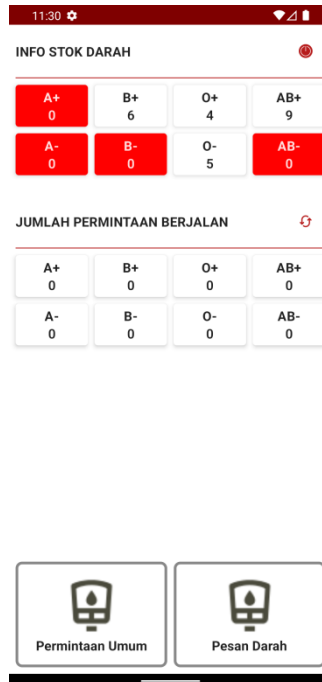 11:30
INFO STOK DARAH
A+ B+ O+ AB+
0 6 4 9
A- B- O- AB-
0 0 5 0
JUMLAH PERMINTAAN BERJALAN
A+ B+ O+ AB+
0 0 0 0
A- B- O- AB-
0 0 0 0
Permintaan Umum Pesan Darah